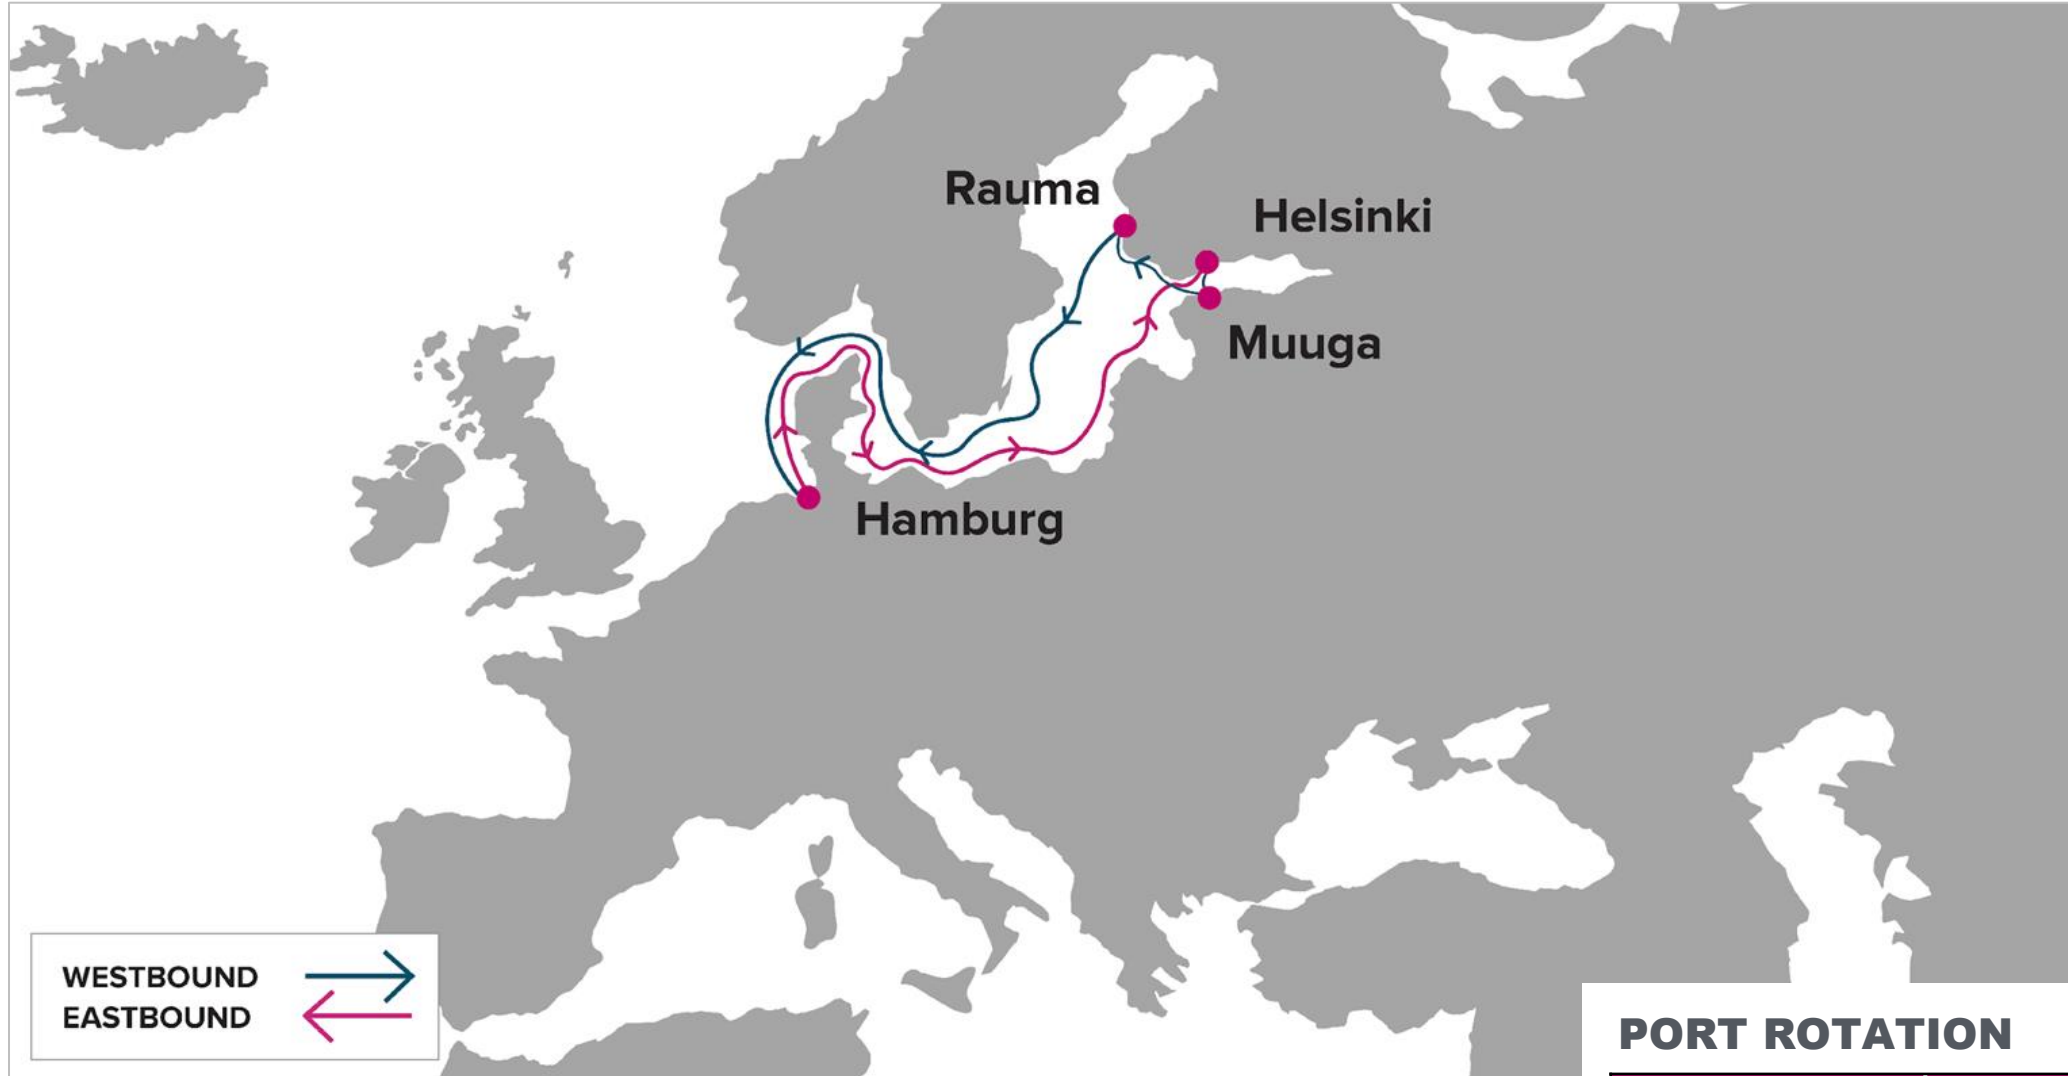 Rauma
Helsinki
Muuga
Hamburg
WESTBOUND
EASTBOUND
PORT ROTATION